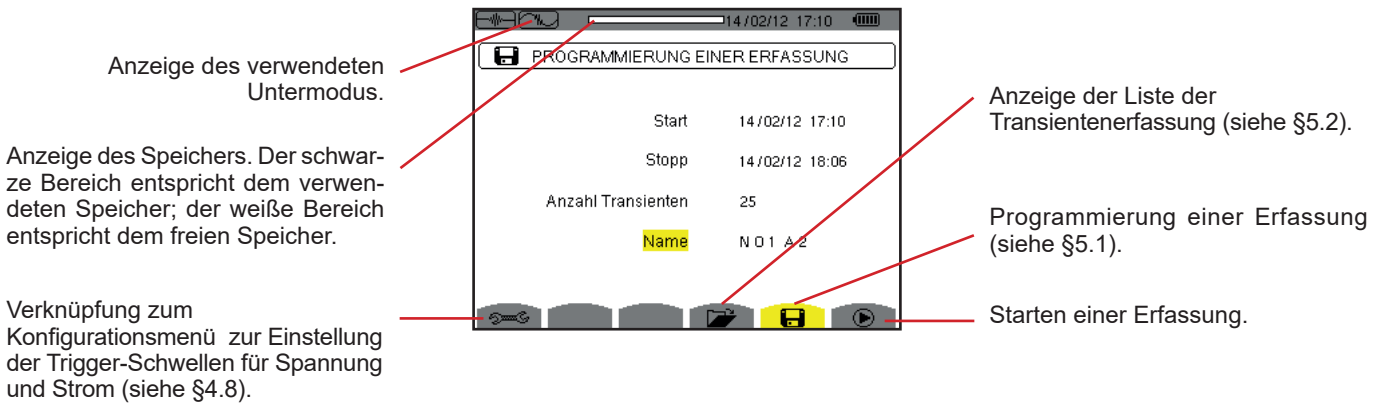 Anzeige des verwendeten
Untermodus.
Anzeige des Speichers. Der schwar-
ze Bereich entspricht dem verwen-
deten Speicher; der weiße Bereich
entspricht dem freien Speicher.
Verknüpfung zum
Konfigurationsmenü zur Einstellung
der Trigger-Schwellen für Spannung
und Strom (siehe §4.8).
14/02/12 17:10
PROGRAMMIERUNG EINER ERFASSUNG
Start 14/02/12 17:10
Stopp 14/02/12 18:06
Anzahl Transienten 25
Name N 0 1 A 2
Anzeige der Liste der
Transientenerfassung (siehe §5.2).
Programmierung einer Erfassung
(siehe §5.1).
Starten einer Erfassung.